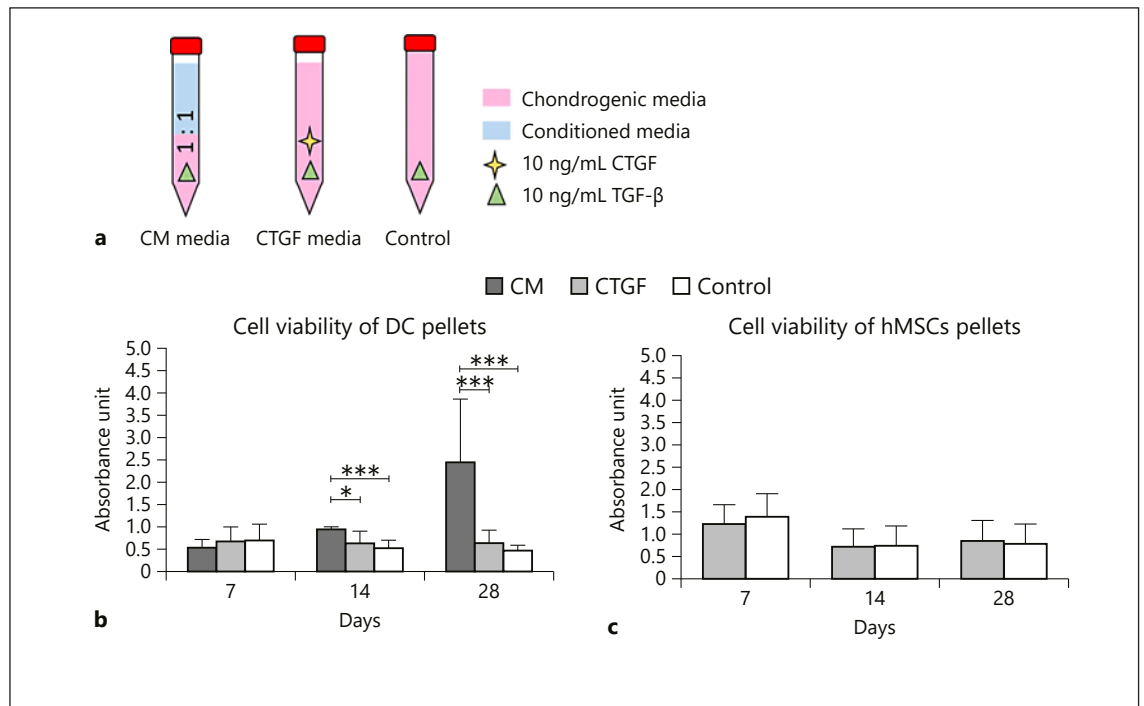 1 : 1
Chondrogenic media
Conditioned media
10 ng/mL CTGF
10 ng/mL TGF-β
a CM media CTGF media Control
CM CTGF Control
Cell viability of DC pellets
Absorbance unit
5.0
4.5
4.0
3.5
3.0
2.5
2.0
1.5
1.0
0.5
0
*** 
*
***
***
7 14 28
Days
b
Cell viability of hMSCs pellets
Absorbance unit
5.0
4.5
4.0
3.5
3.0
2.5
2.0
1.5
1.0
0.5
0
7 14 28
Days
c